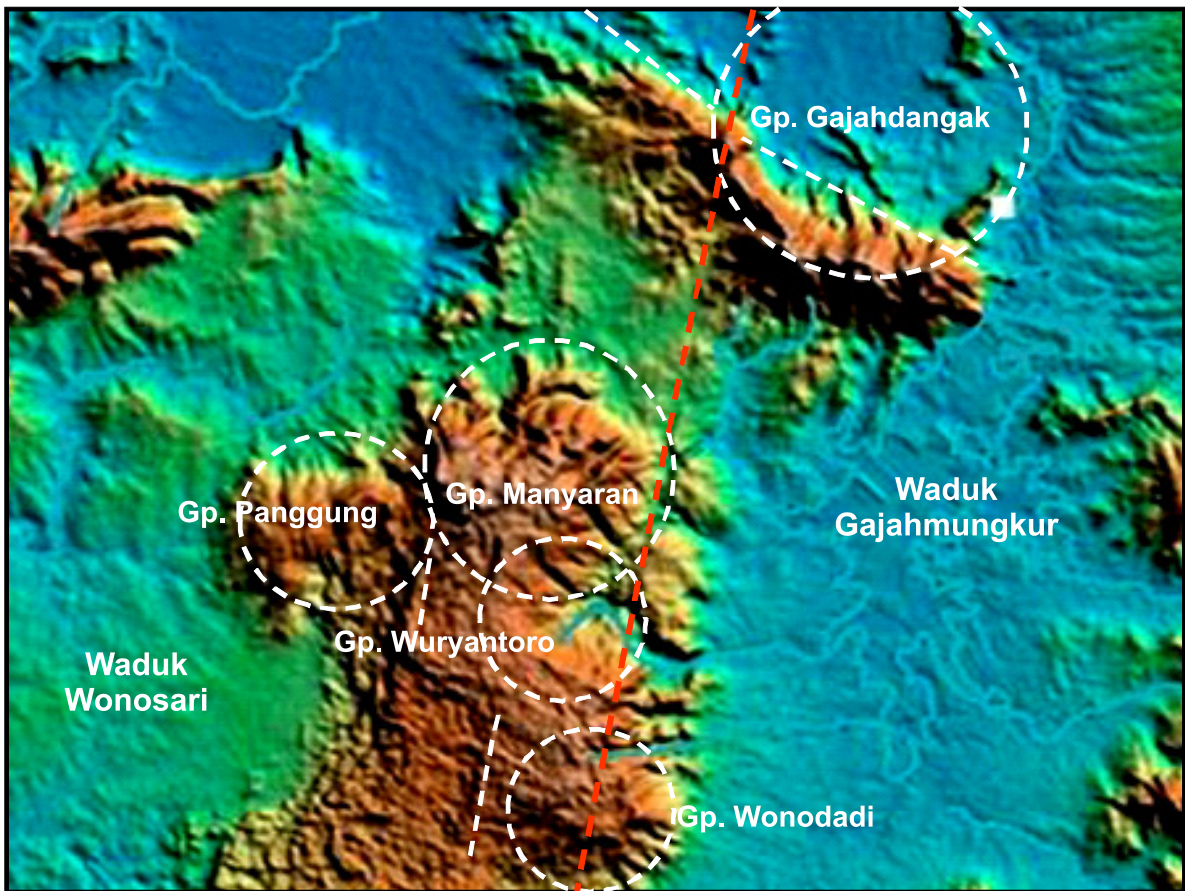 Gp. Gajahdangak
Gp. Manyaran
Gp. Panggung
Waduk
Gajahmungkur
Gp. Wuryantoro
Waduk
Wonosari
Gp. Wonodadi